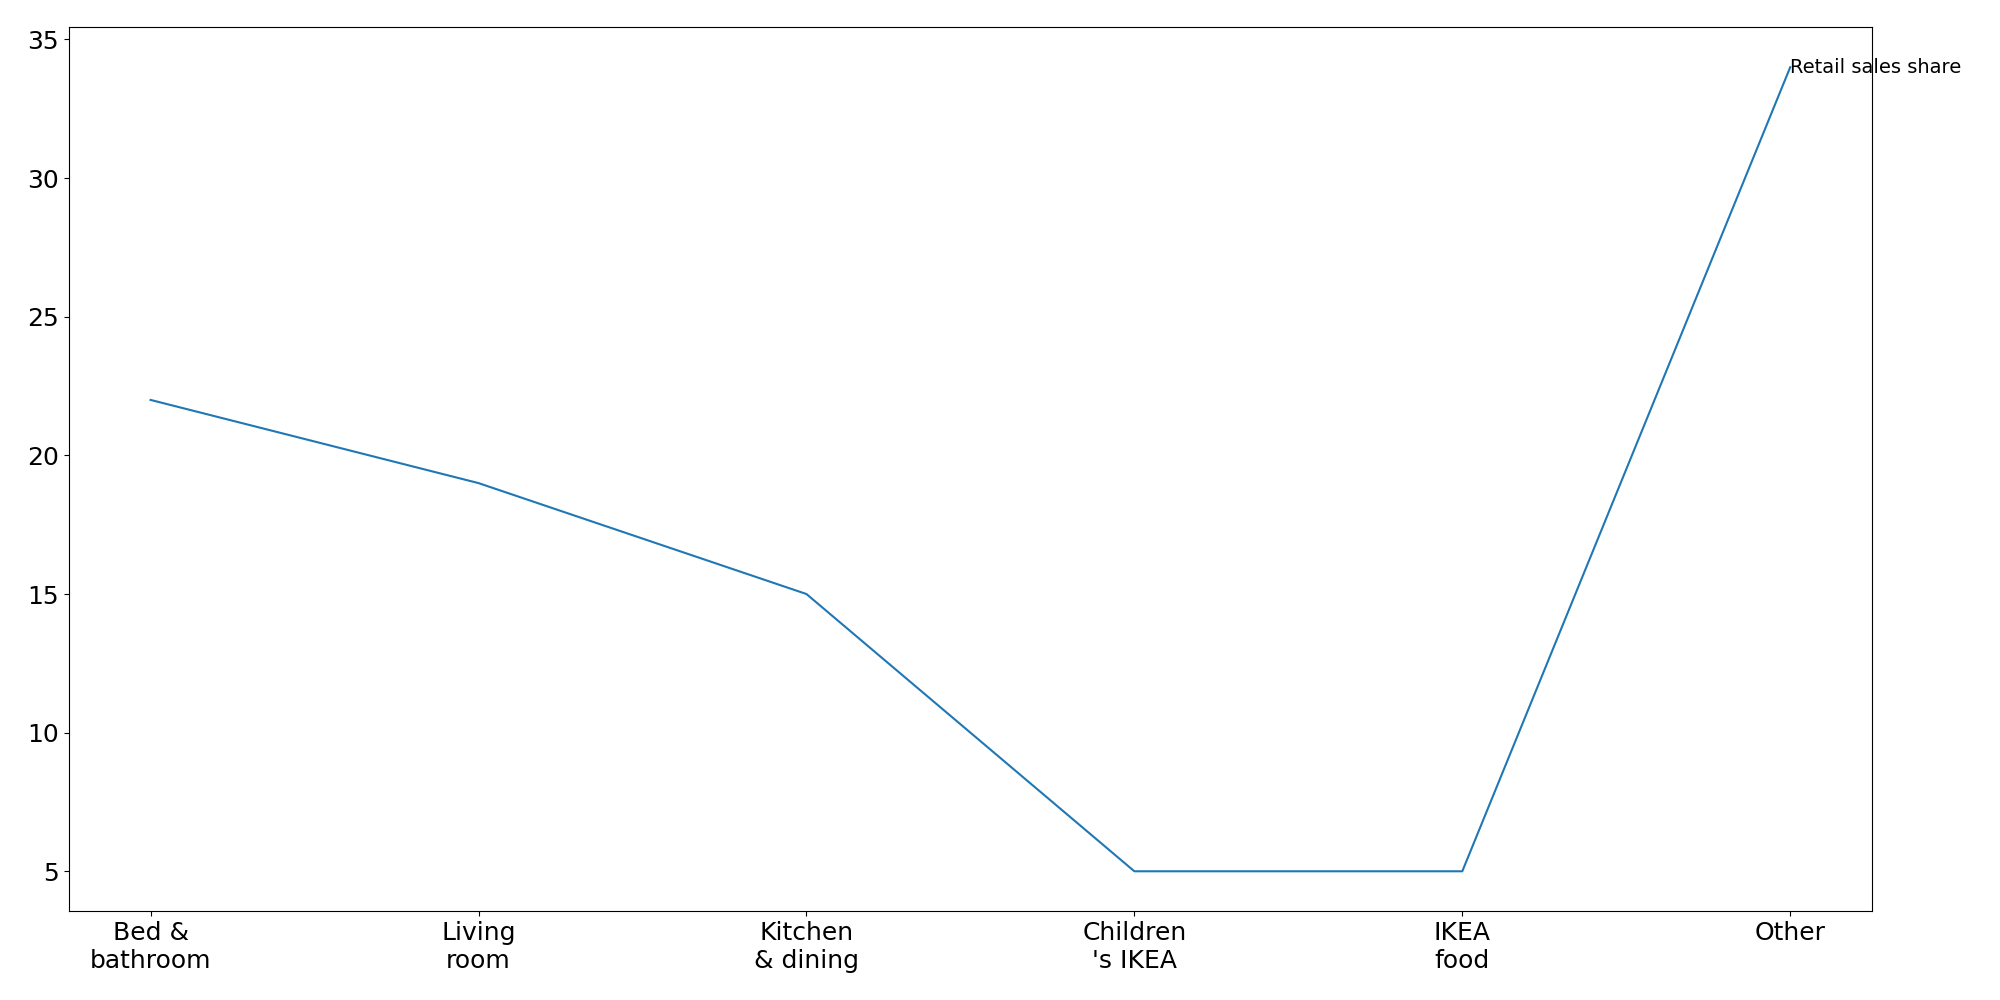 35
30
25
20
15
10
5
Retail sales share
Bed &
bathroom
Living
room
Kitchen
& dining
Children
's IKEA
IKEA
food
Other